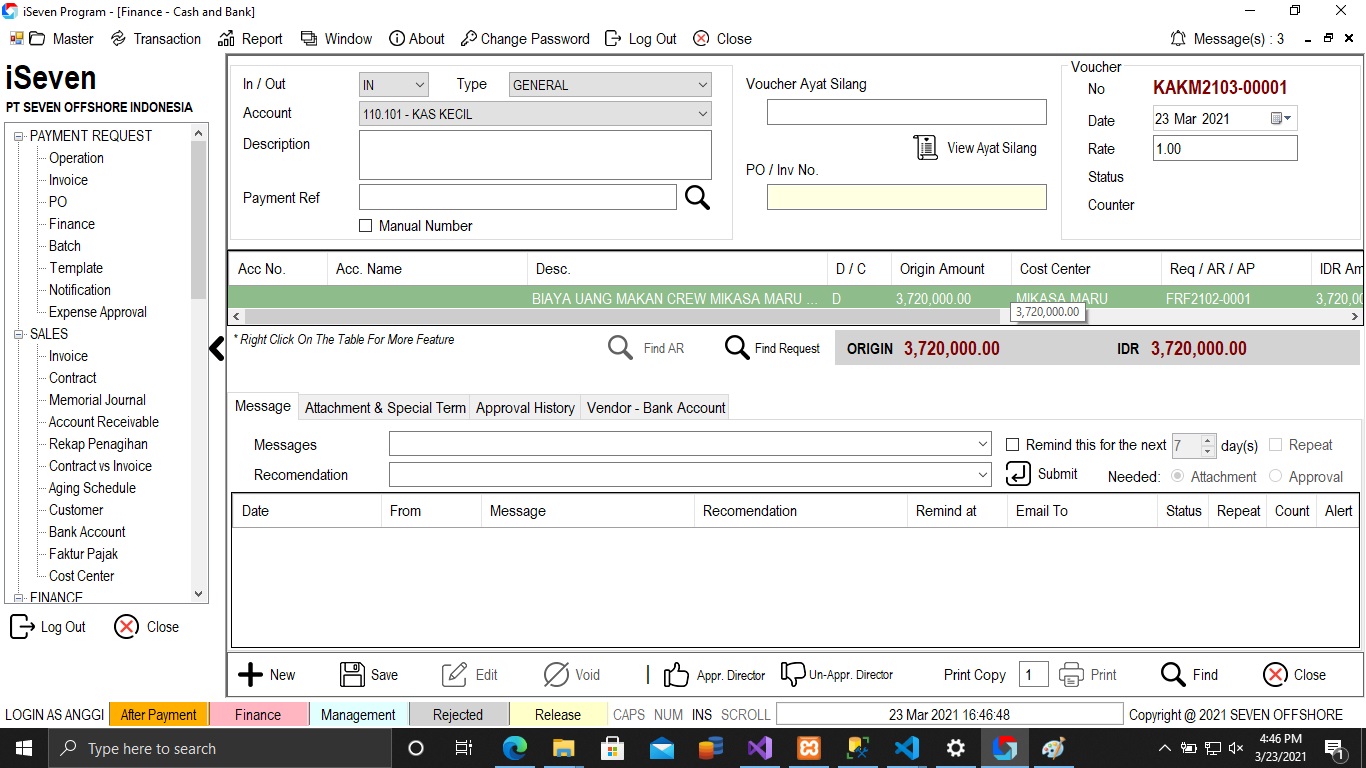 iSeven Program - [Finance - Cash and Bank]
Master Transaction Report Window About Change Password Log Out Close Message(s) : 3
iSeven
PT SEVEN OFFSHORE INDONESIA
PAYMENT REQUEST
Operation
Invoice
PO
Finance
Batch
Template
Notification
Expense Approval
SALES
Invoice
Contract
Memorial Journal
Account Receivable
Rekap Penagihan
Contract vs Invoice
Aging Schedule
Customer
Bank Account
Faktur Pajak
Cost Center
FINANCE
Log Out Close
In / Out IN Type GENERAL
Account 110.101 - KAS KECIL
Description
Payment Ref
Manual Number
Voucher Ayat Silang
View Ayat Silang
PO / Inv No.
Voucher
No KAKM2103-00001
Date 23 Mar 2021
Rate 1.00
Status
Counter
Acc No. Acc. Name Desc. D / C Origin Amount Cost Center Req / AR / AP IDR Am
BIAYA UANG MAKAN CREW MIKASA MARU ... D 3,720,000.00 MIKASA MARU FRF2102-0001 3,720,0
3,720,000.00
* Right Click On The Table For More Feature
Find AR Find Request ORIGIN 3,720,000.00 IDR 3,720,000.00
Message Attachment & Special Term Approval History Vendor - Bank Account
Messages Remind this for the next 7 day(s) Repeat
Recomendation Submit Needed: Attachment Approval
Date From Message Recomendation Remind at Email To Status Repeat Count Alert
New Save Edit Void Appr. Director Un-Appr. Director Print Copy 1 Print Find Close
LOGIN AS ANGGI After Payment Finance Management Rejected Release CAPS NUM INS SCROLL 23 Mar 2021 16:46:48 Copyright @ 2021 SEVEN OFFSHORE
Type here to search
4:46 PM
3/23/2021
1